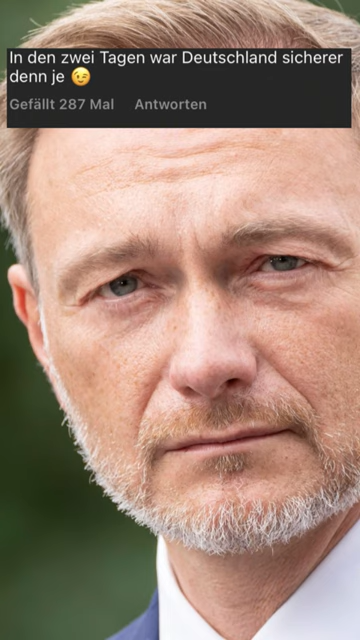 In den zwei Tagen war Deutschland sicherer
denn je 😉
Gefällt 287 Mal Antworten